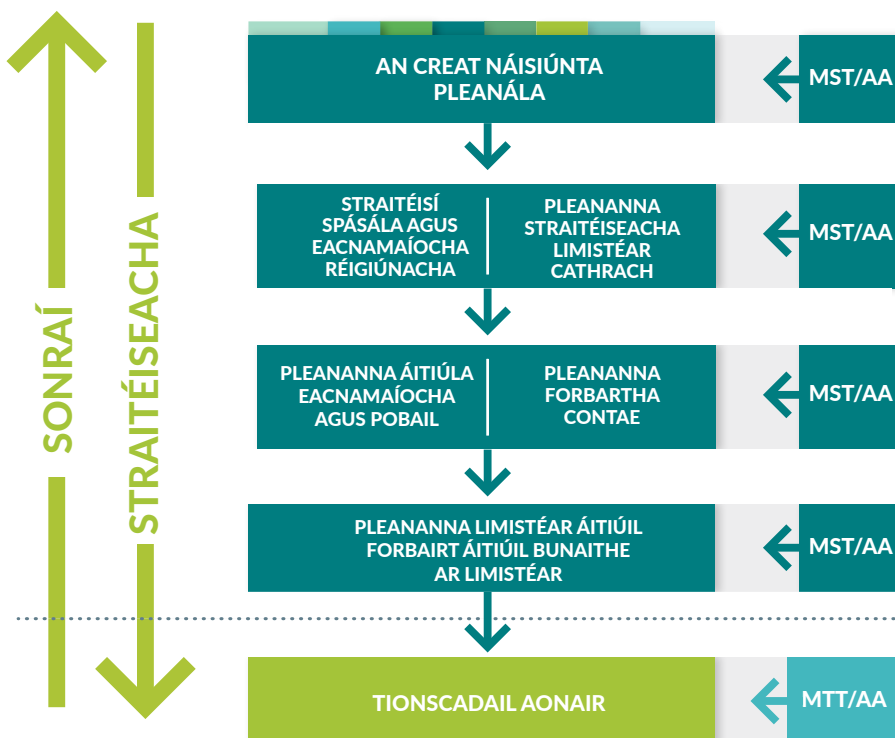 AN CREAT NÁISIÚNTA
PLEANÁLA
MST/AA
STRAITÉISÍ
SPÁSÁLA AGUS
EACNAMAÍOCHA
RÉIGIÚNACHA
PLEANANNA
STRAITÉISEACHA
LIMISTÉAR
CATHRACH
MST/AA
PLEANANNA ÁITIÚLA
EACNAMAÍOCHA
AGUS POBAIL
PLEANANNA
FORBARTHA
CONTAE
MST/AA
PLEANANNA LIMISTÉAR ÁITIÚIL
FORBAIRT ÁITIÚIL BUNAITHE
AR LIMISTÉAR
MST/AA
TIONSCADAIL AONAIR
MTT/AA
SONRAÍ
STRAITÉISEACHA